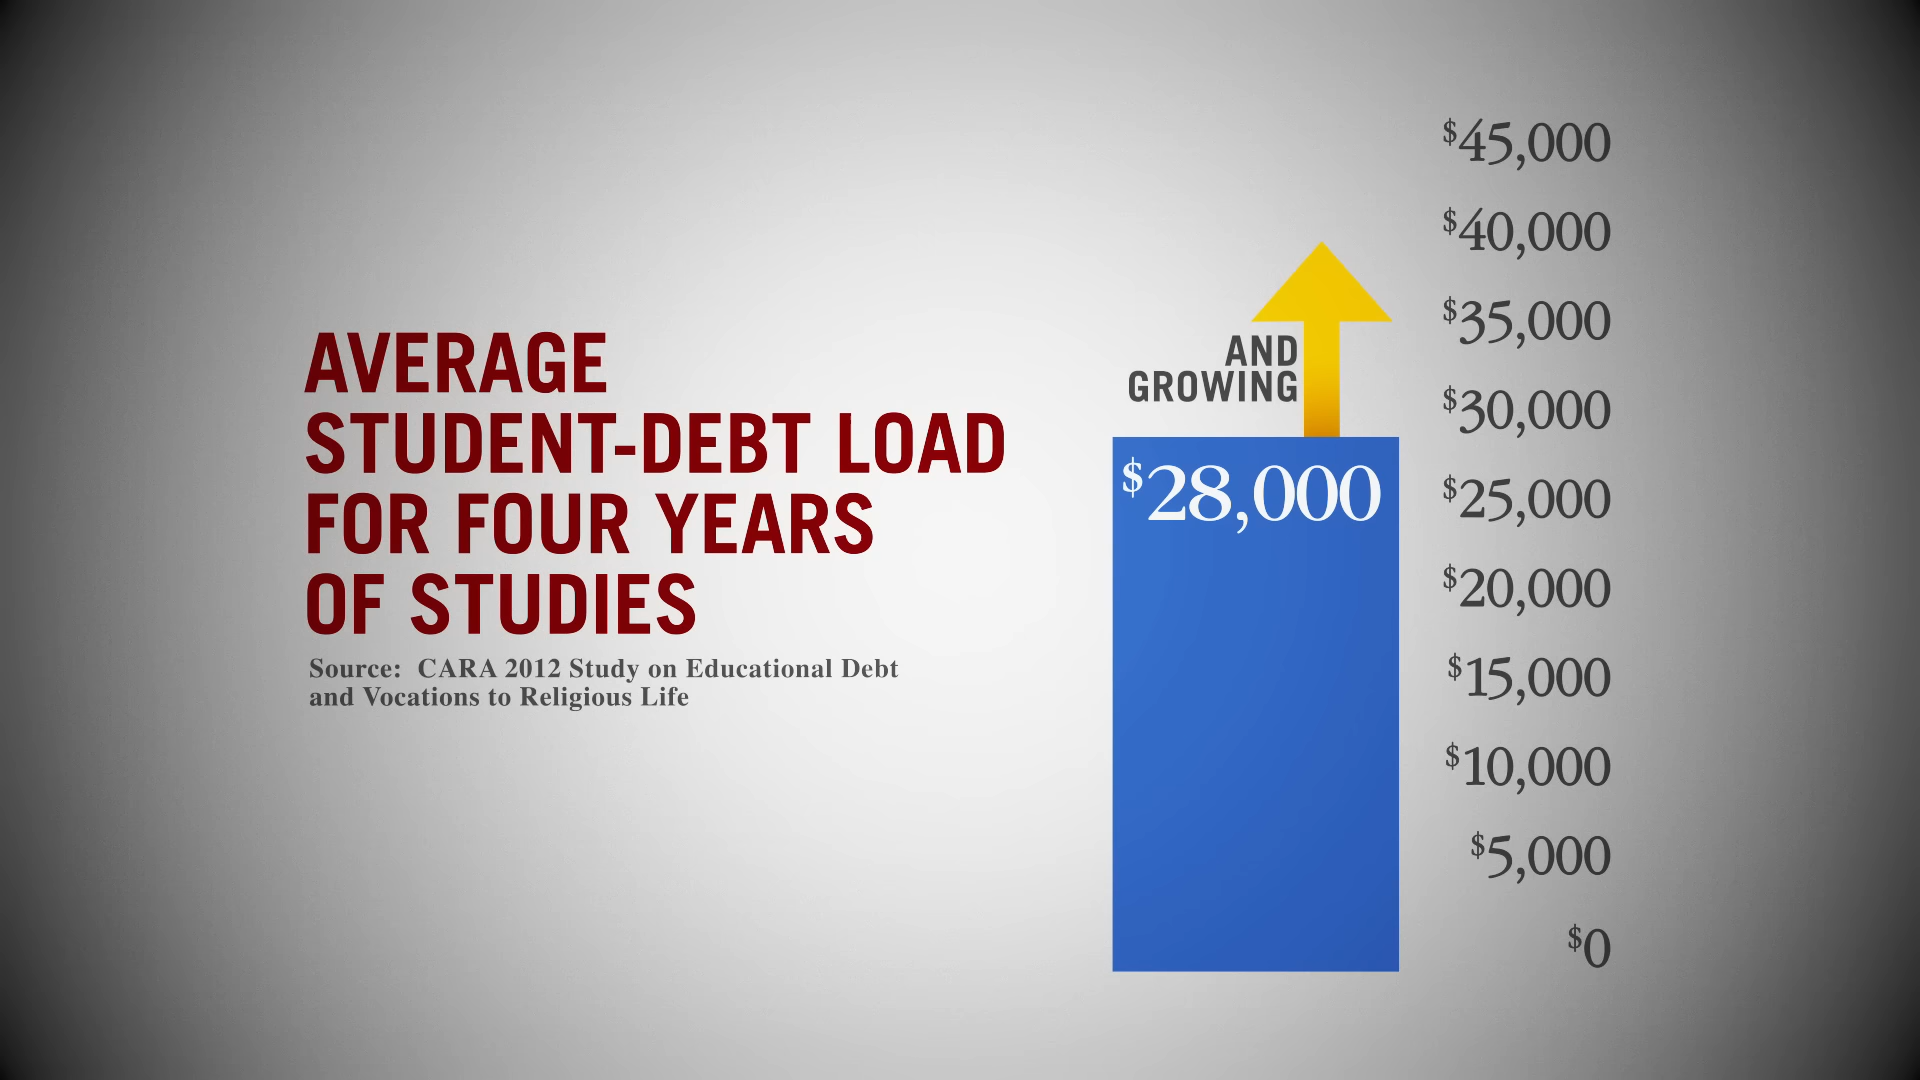 AVERAGE
STUDENT-DEBT LOAD
FOR FOUR YEARS
OF STUDIES
Source:  CARA 2012 Study on Educational Debt
and Vocations to Religious Life
AND
GROWING
$28,000
$45,000
$40,000
$35,000
$30,000
$25,000
$20,000
$15,000
$10,000
$5,000
$0